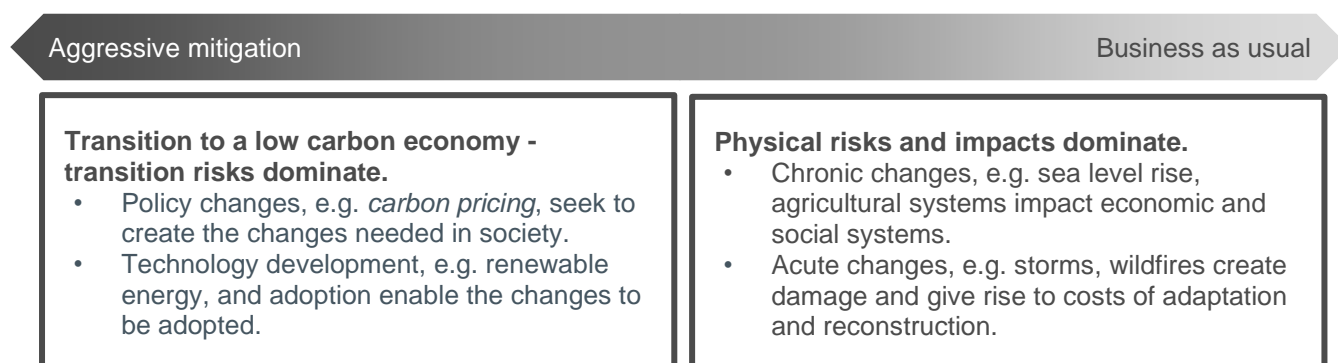 Aggressive mitigation
Business as usual
Transition to a low carbon economy -
transition risks dominate.
• Policy changes, e.g. carbon pricing, seek to
create the changes needed in society.
• Technology development, e.g. renewable
energy, and adoption enable the changes to
be adopted.
Physical risks and impacts dominate.
• Chronic changes, e.g. sea level rise,
agricultural systems impact economic and
social systems.
• Acute changes, e.g. storms, wildfires create
damage and give rise to costs of adaptation
and reconstruction.